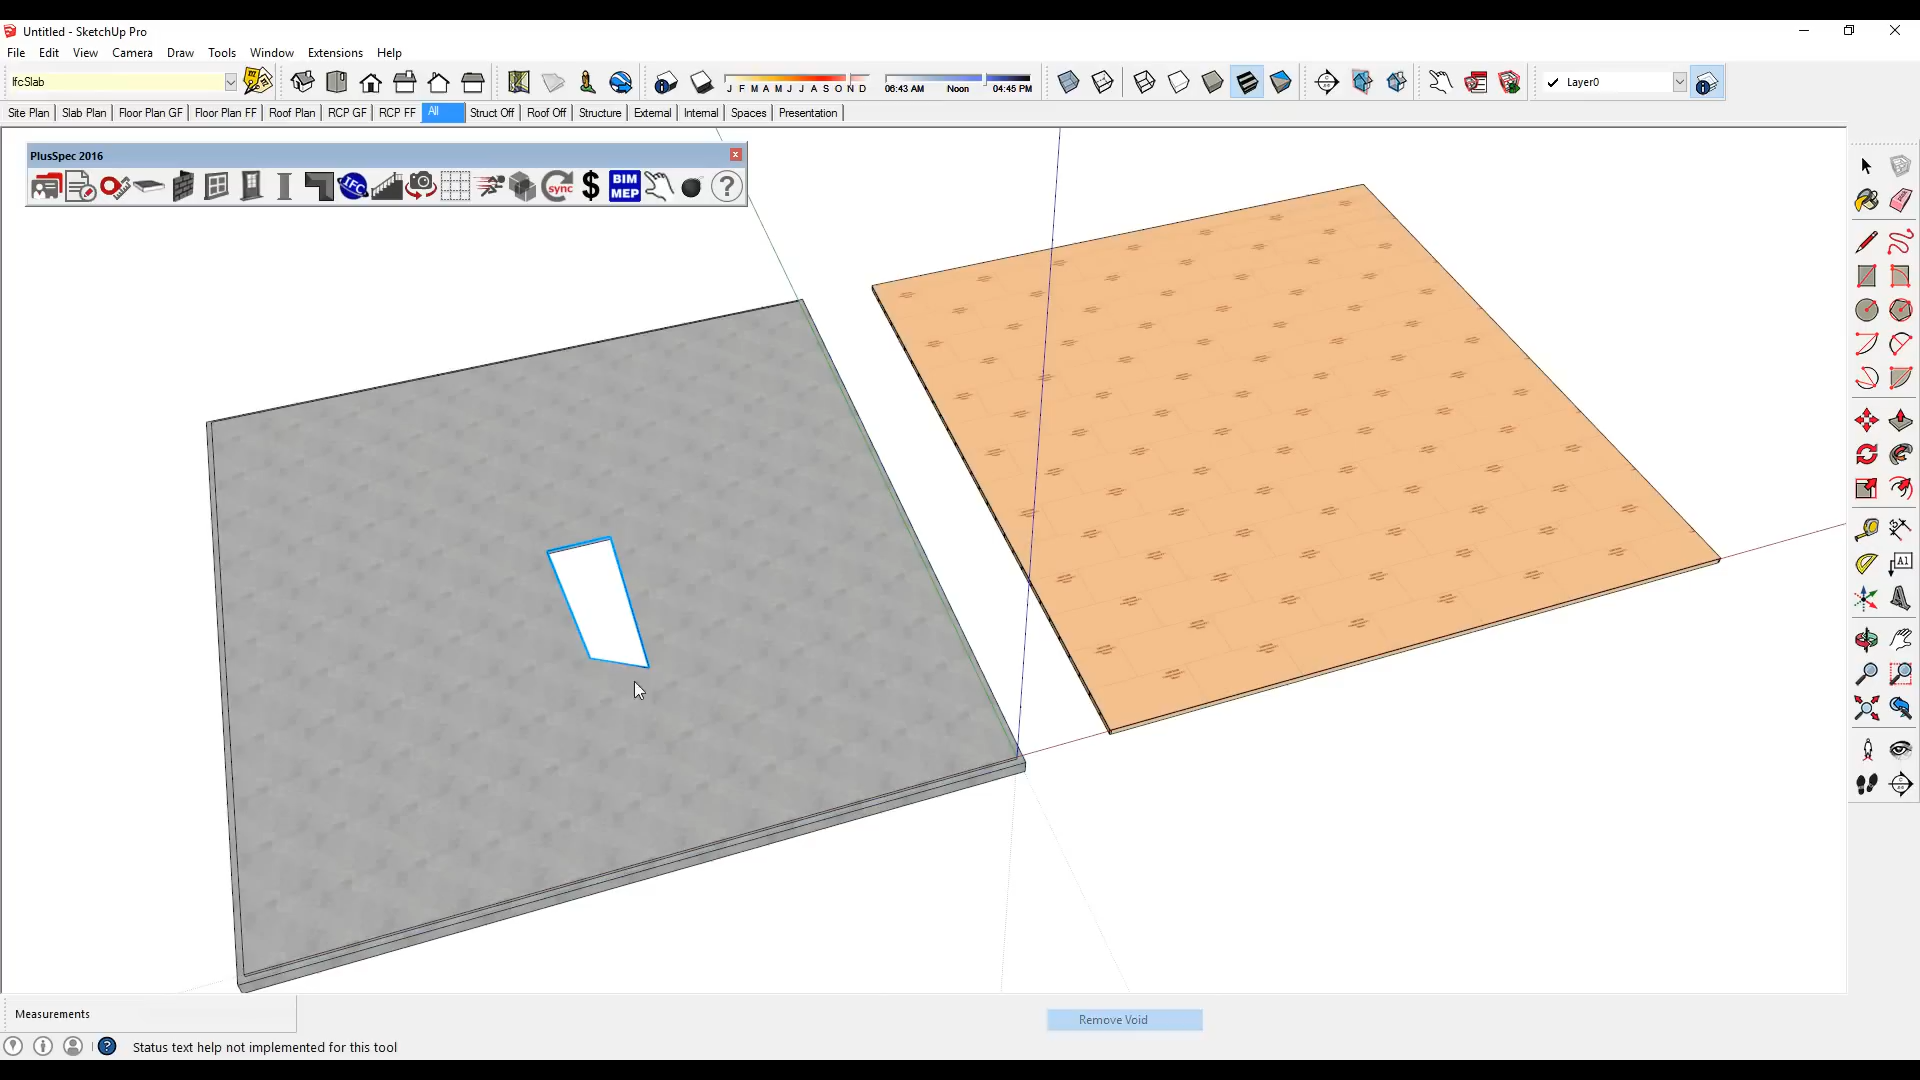 Untitled - SketchUp Pro
File Edit View Camera Draw Tools Window Extensions Help
IfcSlab
J F M A M J J A S O N D
06:43 AM Noon 04:45 PM
Layer0
Site Plan Slab Plan Floor Plan GF Floor Plan FF Roof Plan RCP GF RCP FF All Struct Off Roof Off Structure External Internal Spaces Presentation
PlusSpec 2016
IFC sync $ BIM MEP ?
A1
Measurements
Remove Void
Status text help not implemented for this tool